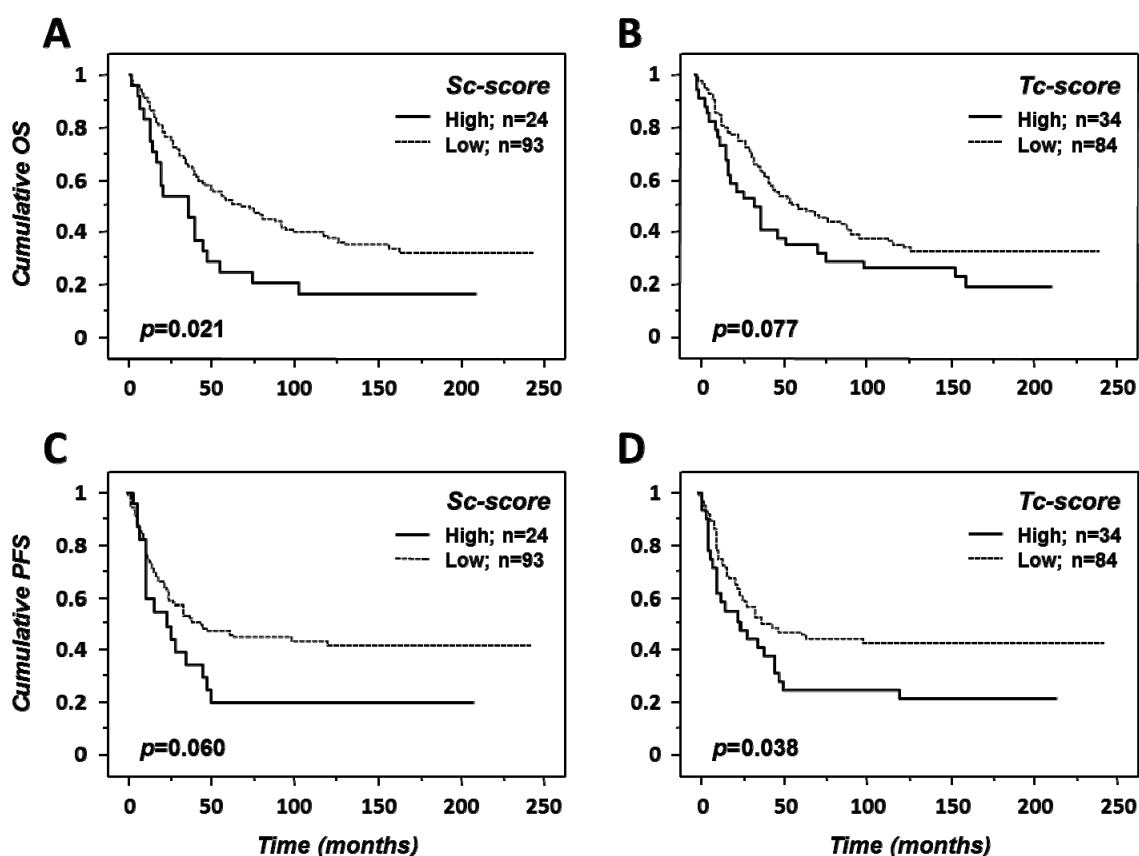 A
Sc-score
High; n=24
Low; n=93
Cumulative OS
1
0.8
0.6
0.4
0.2
0
p=0.021
0 50 100 150 200 250
B
Tc-score
High; n=34
Low; n=84
1
0.8
0.6
0.4
0.2
0
p=0.077
0 50 100 150 200 250
C
Sc-score
High; n=24
Low; n=93
Cumulative PFS
1
0.8
0.6
0.4
0.2
0
p=0.060
0 50 100 150 200 250
Time (months)
D
Tc-score
High; n=34
Low; n=84
1
0.8
0.6
0.4
0.2
0
p=0.038
0 50 100 150 200 250
Time (months)